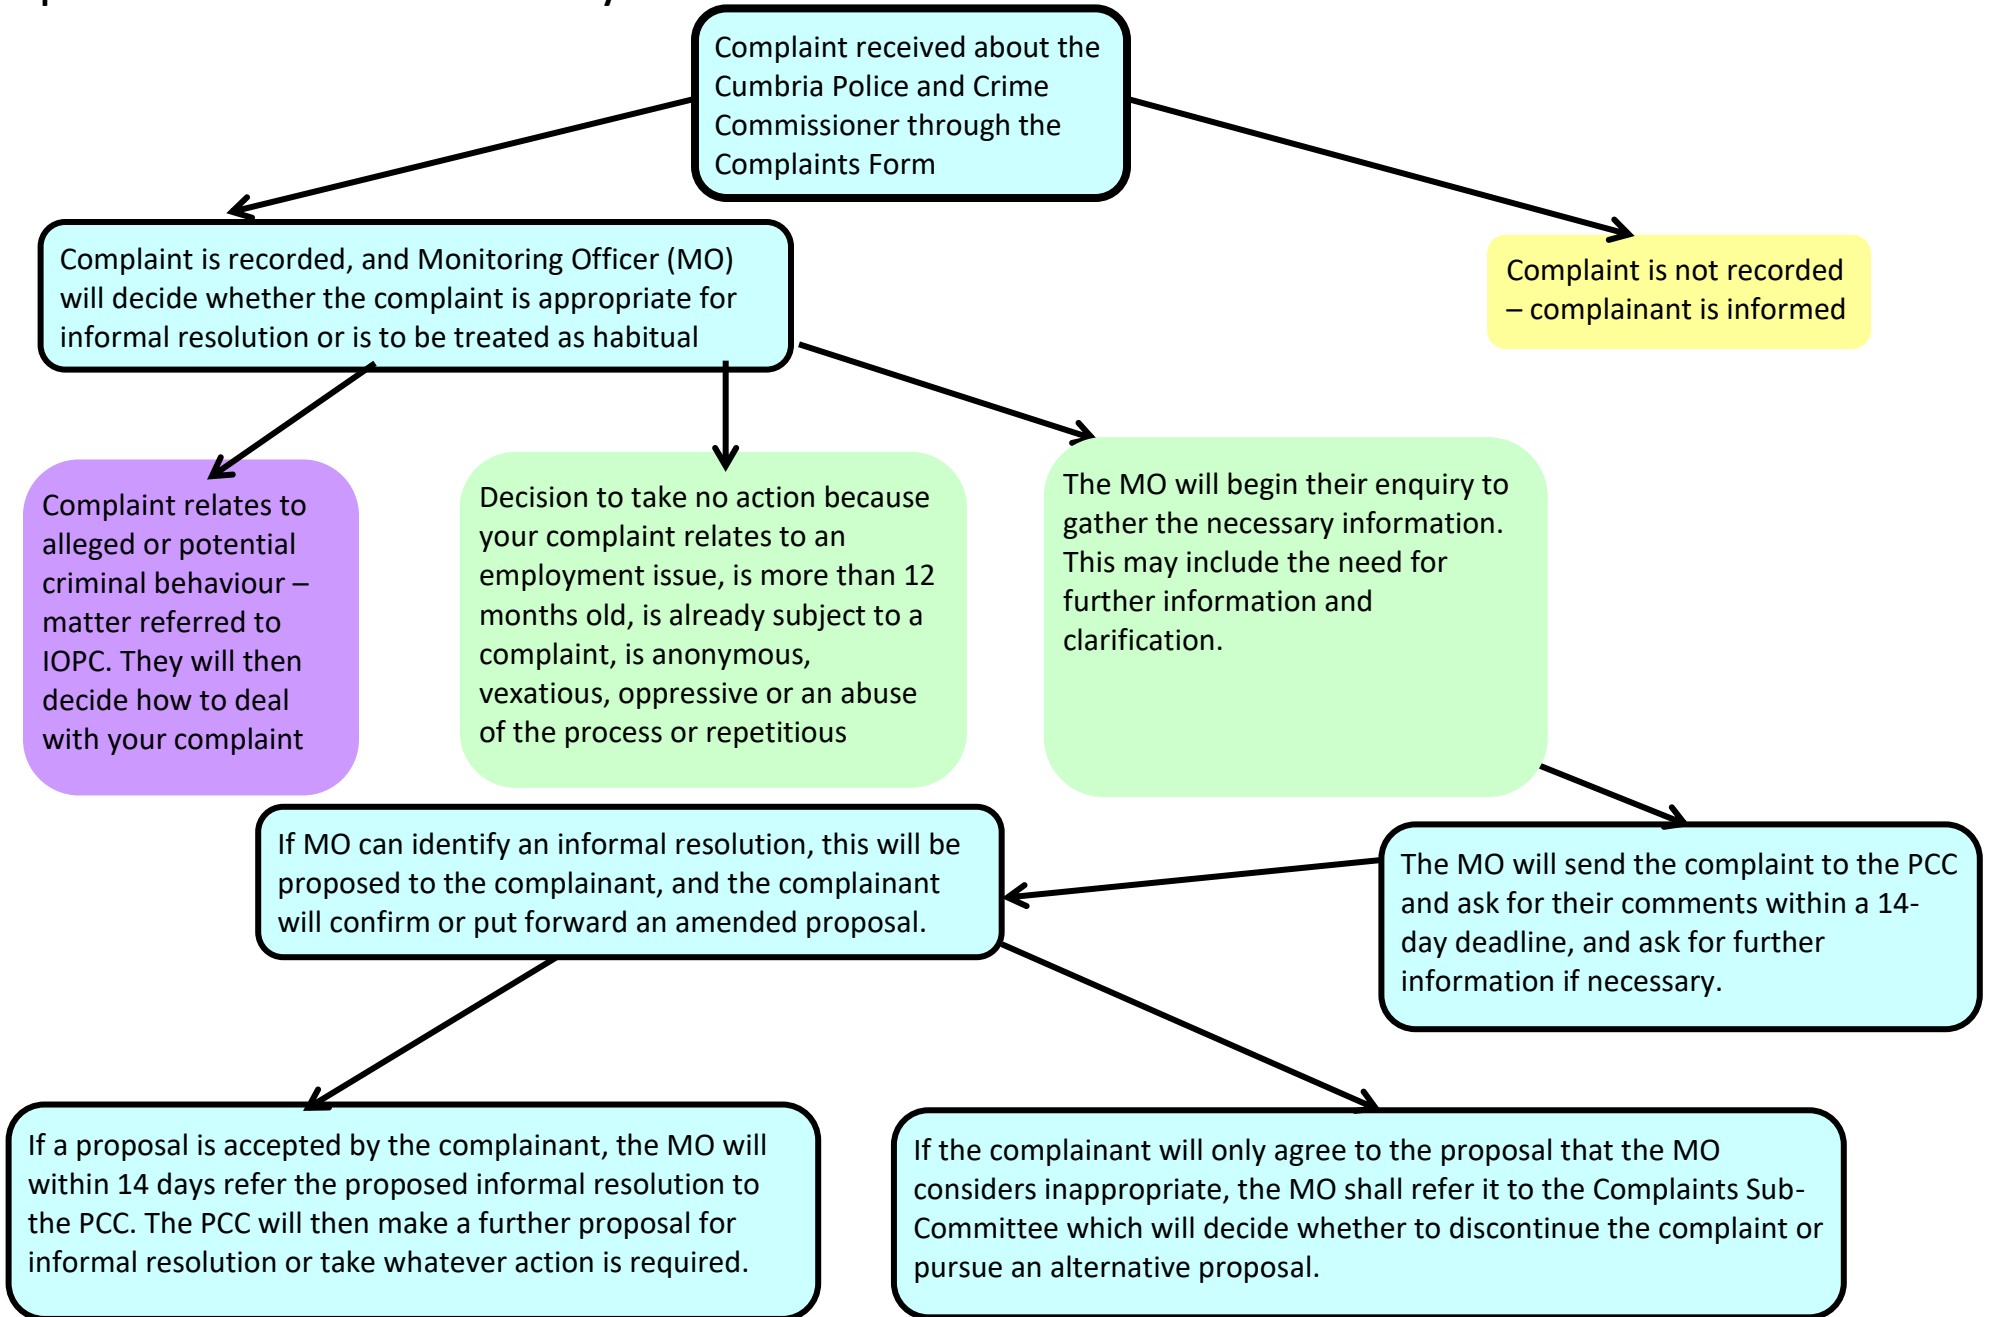 Complaint received about the
Cumbria Police and Crime
Commissioner through the
Complaints Form
Complaint is recorded, and Monitoring Officer (MO)
will decide whether the complaint is appropriate for
informal resolution or is to be treated as habitual
Complaint is not recorded
– complainant is informed
Complaint relates to
alleged or potential
criminal behaviour –
matter referred to
IOPC. They will then
decide how to deal
with your complaint
Decision to take no action because
your complaint relates to an
employment issue, is more than 12
months old, is already subject to a
complaint, is anonymous,
vexatious, oppressive or an abuse
of the process or repetitious
The MO will begin their enquiry to
gather the necessary information.
This may include the need for
further information and
clarification.
If MO can identify an informal resolution, this will be
proposed to the complainant, and the complainant
will confirm or put forward an amended proposal.
The MO will send the complaint to the PCC
and ask for their comments within a 14-
day deadline, and ask for further
information if necessary.
If a proposal is accepted by the complainant, the MO will
within 14 days refer the proposed informal resolution to
the PCC. The PCC will then make a further proposal for
informal resolution or take whatever action is required.
If the complainant will only agree to the proposal that the MO
considers inappropriate, the MO shall refer it to the Complaints Sub-
Committee which will decide whether to discontinue the complaint or
pursue an alternative proposal.